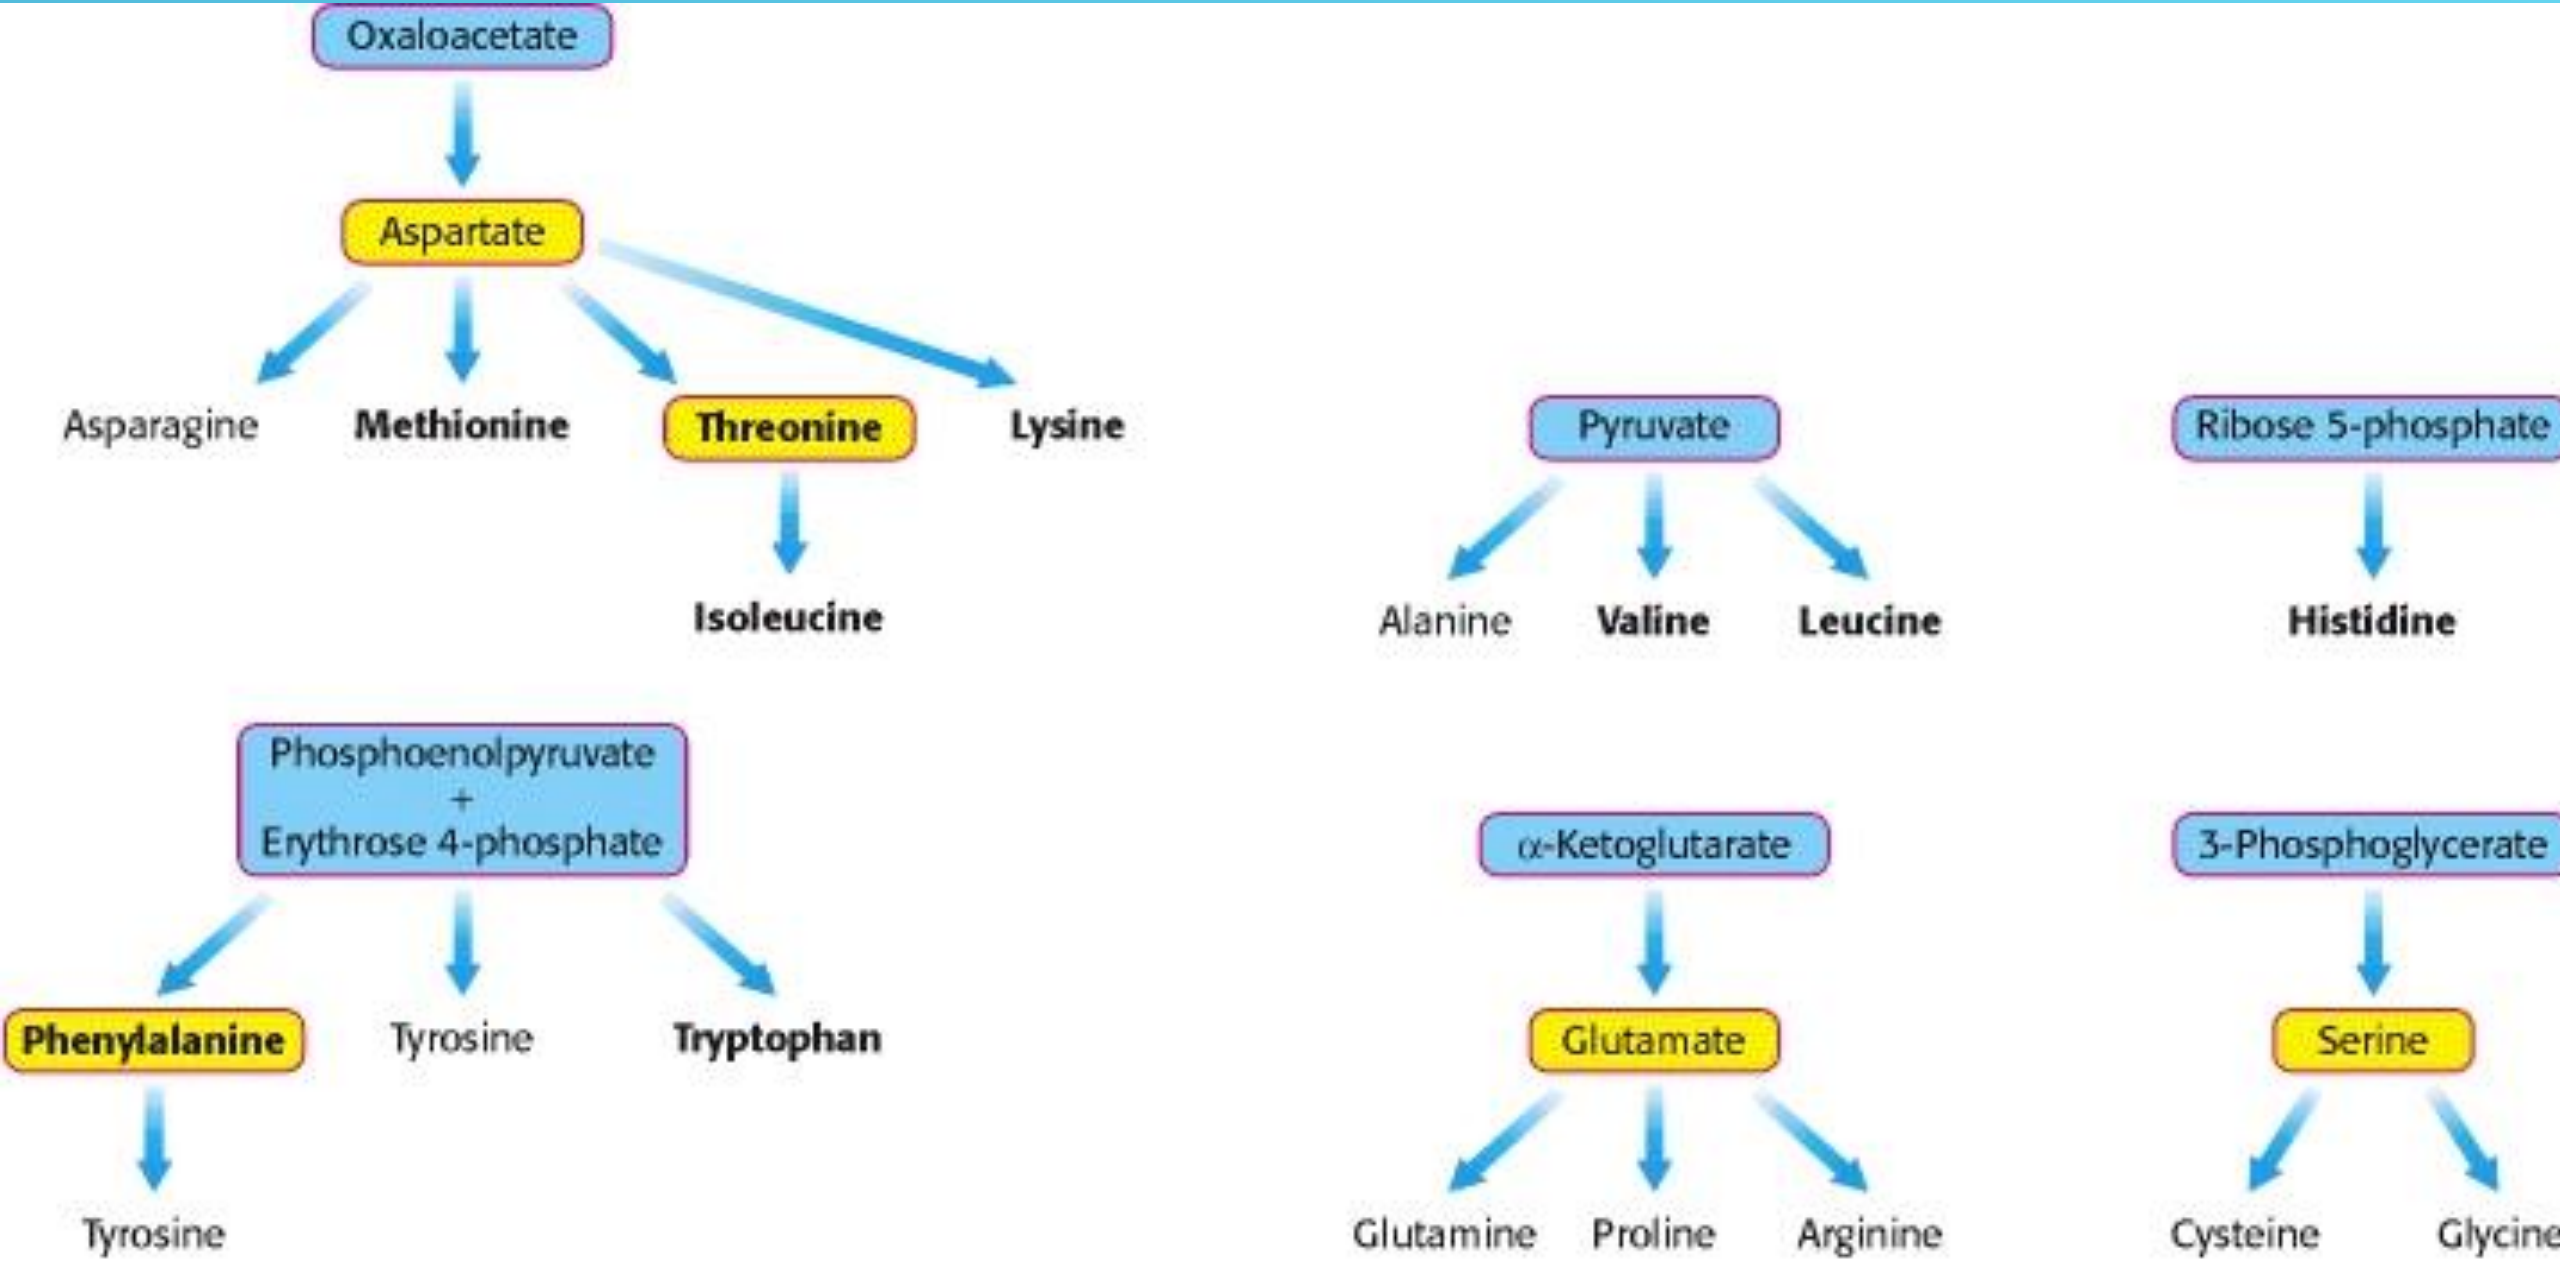 Oxaloacetate
Aspartate
Asparagine
Methionine
Threonine
Lysine
Isoleucine
Pyruvate
Alanine
Valine
Leucine
Ribose 5-phosphate
Histidine
Phosphoenolpyruvate
+
Erythrose 4-phosphate
Phenylalanine
Tyrosine
Tryptophan
Tyrosine
α-Ketoglutarate
Glutamate
Glutamine
Proline
Arginine
3-Phosphoglycerate
Serine
Cysteine
Glycine